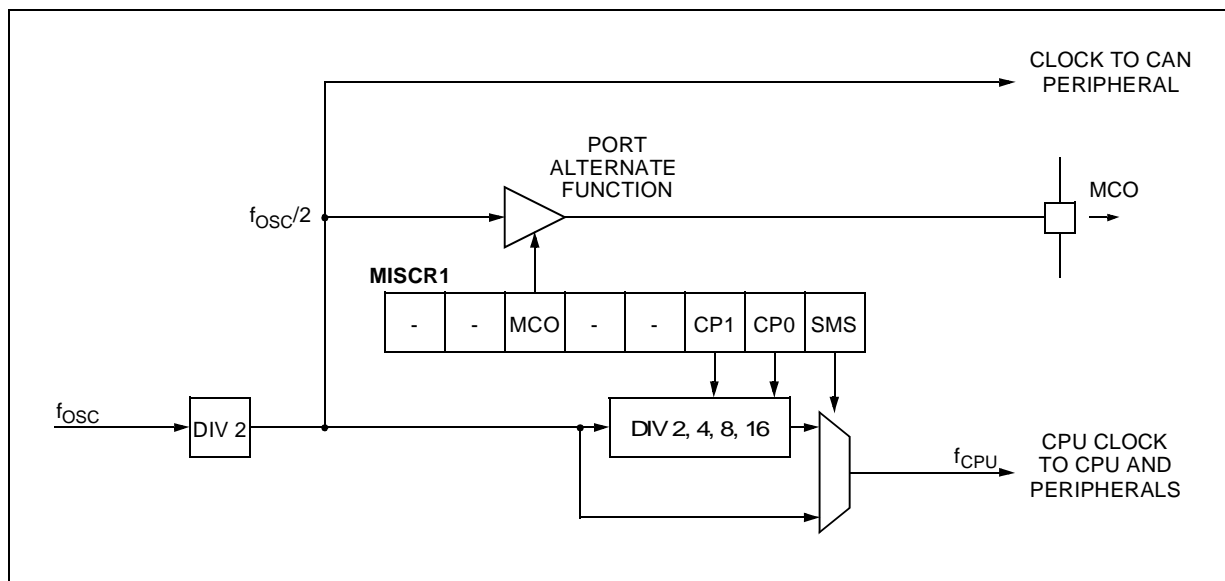 CLOCK TO CAN
PERIPHERAL
PORT
ALTERNATE
FUNCTION
MCO
fOSC/2
MISCR1
- - MCO - - CP1 CP0 SMS
fOSC
DIV 2
DIV 2, 4, 8, 16
fCPU
CPU CLOCK
TO CPU AND
PERIPHERALS